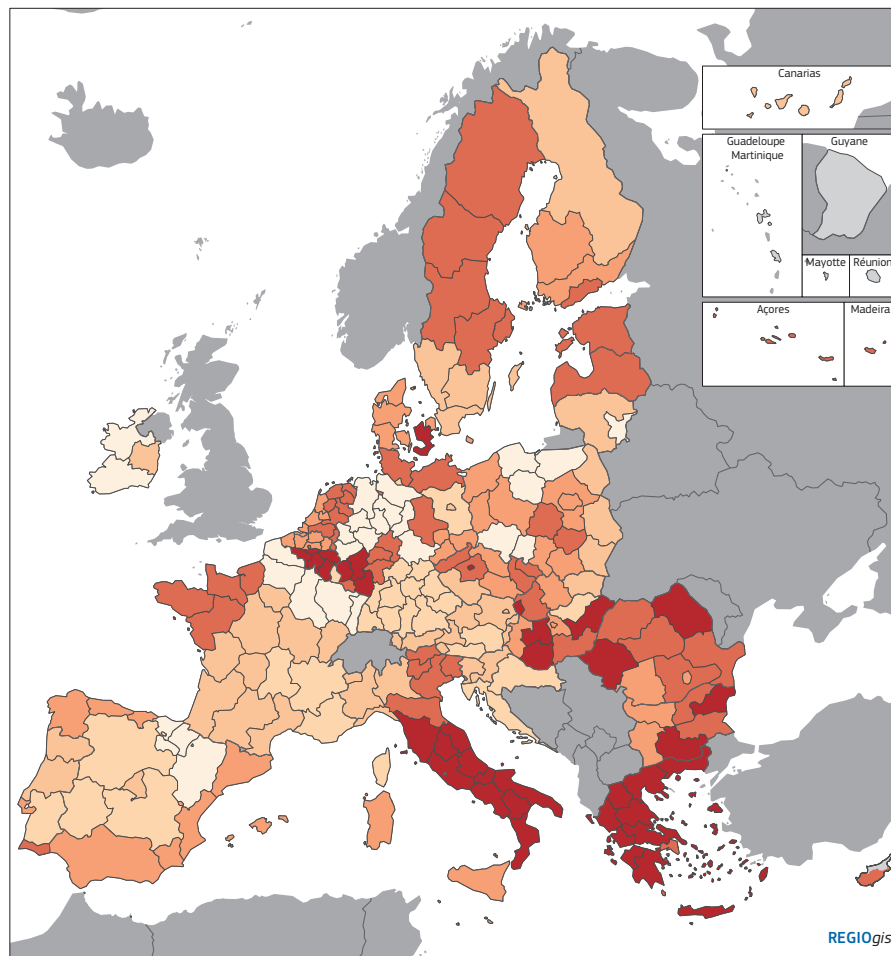 Canarias
Guadeloupe
Martinique
Guyane
Mayotte
Réunion
Açores
Madeira
REGIOgis